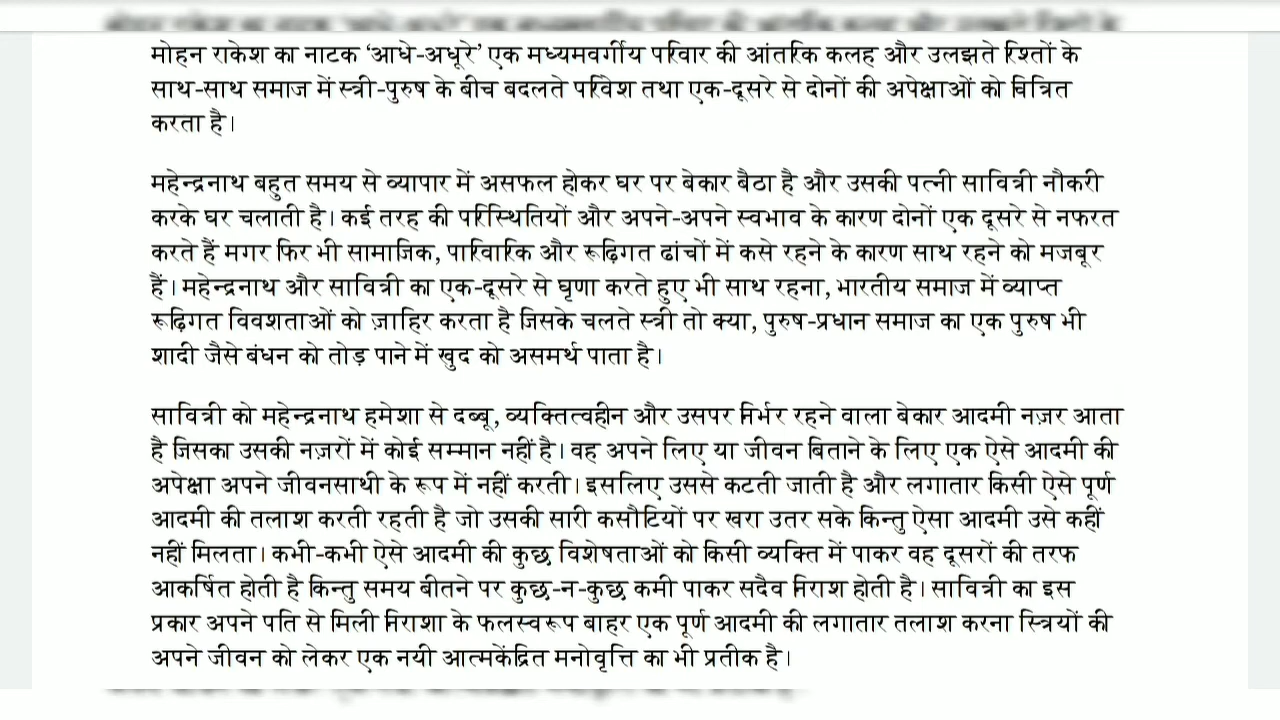 मोहन राकेश का नाटक ‘आधे-अधूरे’ एक मध्यमवर्गीय परिवार की आंतरिक कलह और उलझते रिश्तों के
साथ-साथ समाज में स्त्री-पुरुष के बीच बदलते परिवेश तथा एक-दूसरे से दोनों की अपेक्षाओं को चित्रित
करता है।
महेन्द्रनाथ बहुत समय से व्यापार में असफल होकर घर पर बेकार बैठा है और उसकी पत्नी सावित्री नौकरी
करके घर चलाती है। कई तरह की परिस्थितियों और अपने-अपने स्वभाव के कारण दोनों एक दूसरे से नफरत
करते हैं मगर फिर भी सामाजिक, पारिवारिक और रूढ़िगत ढांचों में कसे रहने के कारण साथ रहने को मजबूर
हैं। महेन्द्रनाथ और सावित्री का एक-दूसरे से घृणा करते हुए भी साथ रहना, भारतीय समाज में व्याप्त
रूढ़िगत विवशताओं को ज़ाहिर करता है जिसके चलते स्त्री तो क्या, पुरुष-प्रधान समाज का एक पुरुष भी
शादी जैसे बंधन को तोड़ पाने में खुद को असमर्थ पाता है।
सावित्री को महेन्द्रनाथ हमेशा से दब्बू, व्यक्तित्वहीन और उसपर निर्भर रहने वाला बेकार आदमी नज़र आता
है जिसका उसकी नज़रों में कोई सम्मान नहीं है। वह अपने लिए या जीवन बिताने के लिए एक ऐसे आदमी की
अपेक्षा अपने जीवनसाथी के रूप में नहीं करती। इसलिए उससे कटती जाती है और लगातार किसी ऐसे पूर्ण
आदमी की तलाश करती रहती है जो उसकी सारी कसौटियों पर खरा उतर सके किन्तु ऐसा आदमी उसे कहीं
नहीं मिलता। कभी-कभी ऐसे आदमी की कुछ विशेषताओं को किसी व्यक्ति में पाकर वह दूसरों की तरफ
आकर्षित होती है किन्तु समय बीतने पर कुछ-न-कुछ कमी पाकर सदैव निराश होती है। सावित्री का इस
प्रकार अपने पति से मिली निराशा के फलस्वरूप बाहर एक पूर्ण आदमी की लगातार तलाश करना स्त्रियों की
अपने जीवन को लेकर एक नयी आत्मकेंद्रित मनोवृत्ति का भी प्रतीक है।